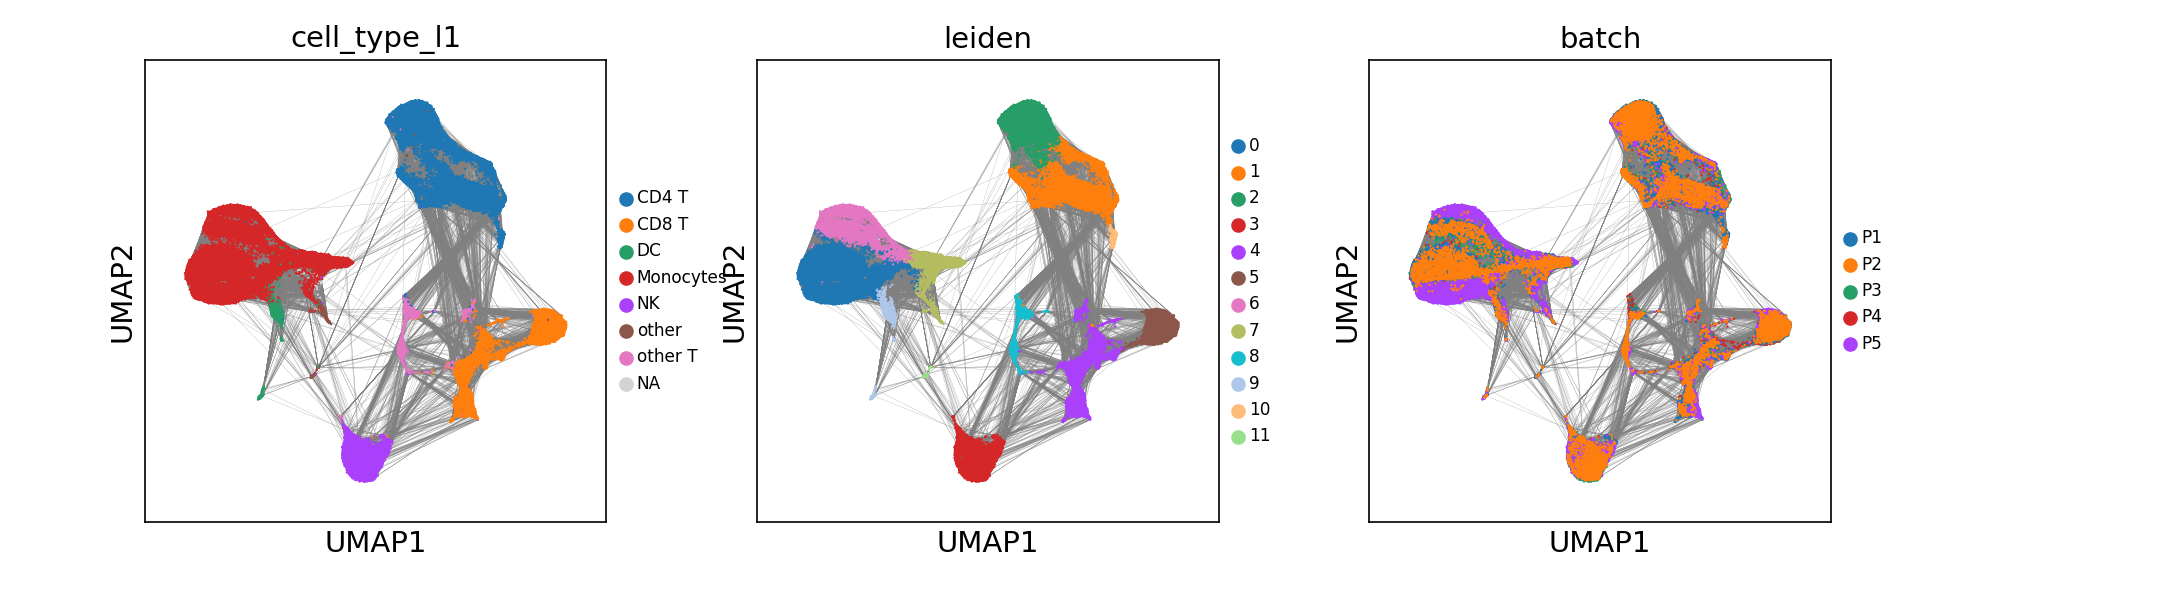 cell_type_l1
UMAP2
UMAP1
CD4 T
CD8 T
DC
Monocytes
NK
other
other T
NA
leiden
UMAP2
UMAP1
0
1
2
3
4
5
6
7
8
9
10
11
batch
UMAP2
UMAP1
P1
P2
P3
P4
P5